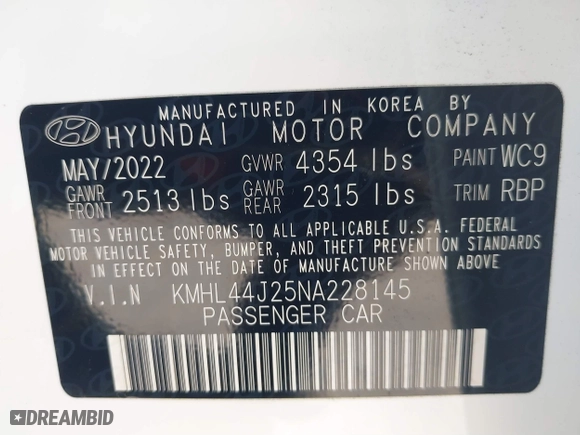 MANUFACTURED IN KOREA BY
HYUNDAI MOTOR COMPANY
MAY/2022 GVWR 4354 lbs PAINT WC9
GAWR FRONT 2513 lbs GAWR REAR 2315 lbs TRIM RBP
THIS VEHICLE CONFORMS TO ALL APPLICABLE U.S.A. FEDERAL
MOTOR VEHICLE SAFETY, BUMPER, AND THEFT PREVENTION STANDARDS
IN EFFECT ON THE DATE OF MANUFACTURE SHOWN ABOVE
V.I.N KMHL44J25NA228145
PASSENGER CAR
DREAMBID